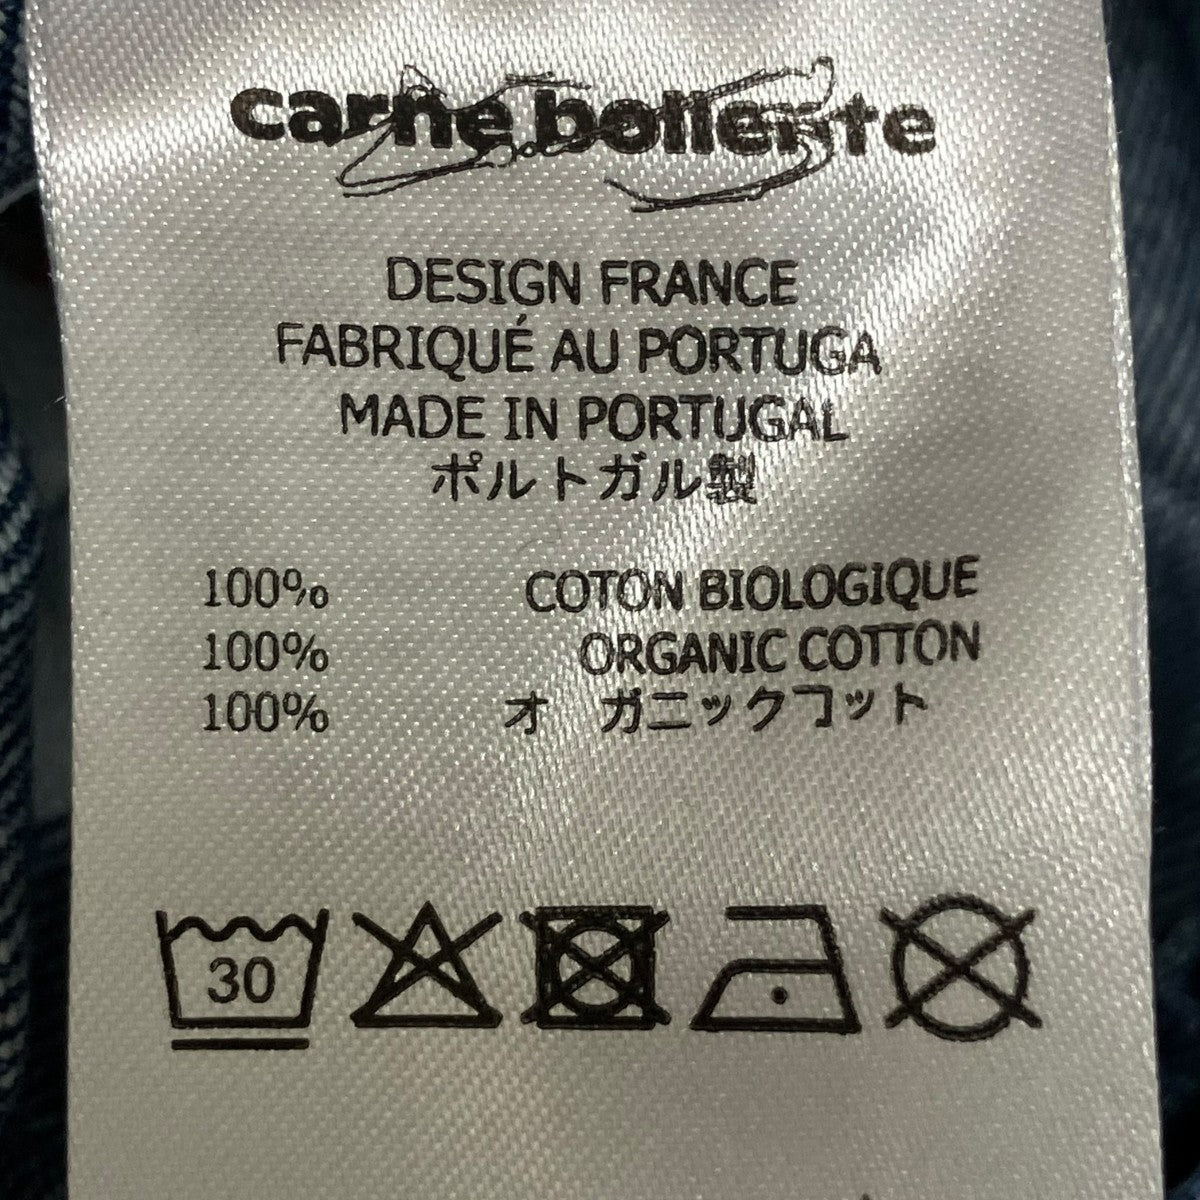 carne bollente
DESIGN FRANCE
FABRIQUÉ AU PORTUGA
MADE IN PORTUGAL
ポルトガル製
100% COTON BIOLOGIQUE
100% ORGANIC COTTON
100% オ ガニックコット
30